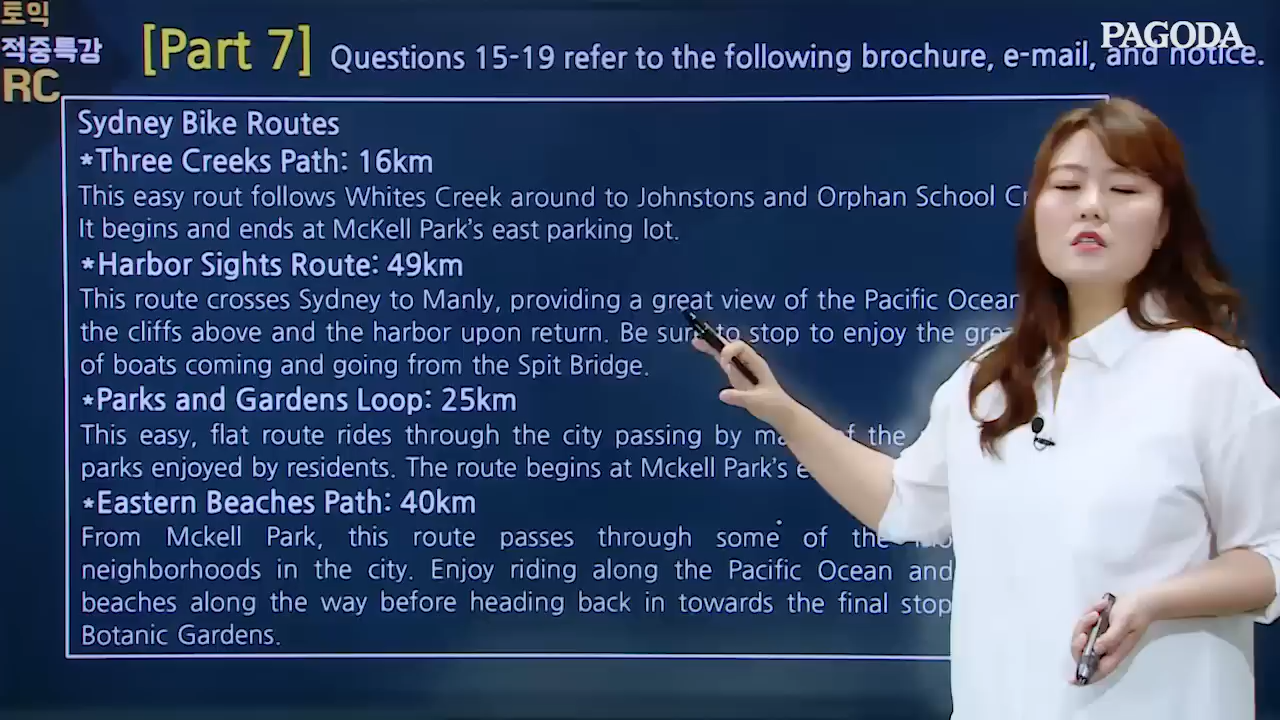 토익
적중특강
RC
[Part 7] Questions 15-19 refer to the following brochure, e-mail, and notice.
PAGODA
Sydney Bike Routes
*Three Creeks Path: 16km
This easy rout follows Whites Creek around to Johnstons and Orphan School
It begins and ends at McKell Park's east parking lot.
*Harbor Sights Route: 49km
This route crosses Sydney to Manly, providing a great view of the Pacific
the cliffs above and the harbor upon return. Be sure to stop to enjoy the
of boats coming and going from the Spit Bridge.
*Parks and Gardens Loop: 25km
This easy, flat route rides through the city passing by of the
parks enjoyed by residents. The route begins at Mckell Park's
*Eastern Beaches Path: 40km
From Mckell Park, this route passes through some of the
neighborhoods in the city. Enjoy riding along the Pacific Ocean and
beaches along the way before heading back in towards the final stop
Botanic Gardens.